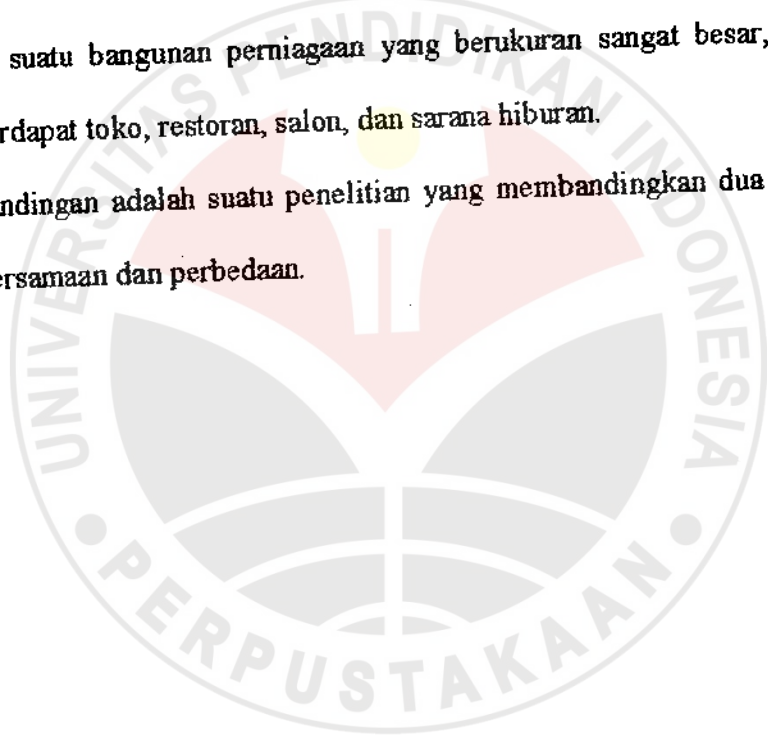 suatu bangunan perniagaan yang berukuran sangat besar,
rdapat toko, restoran, salon, dan sarana hiburan.
ndingan adalah suatu penelitian yang membandingkan dua
ersamaan dan perbedaan.
UNIVERSITAS PENDIDIKAN INDONESIA
PERPUSTAKAAN